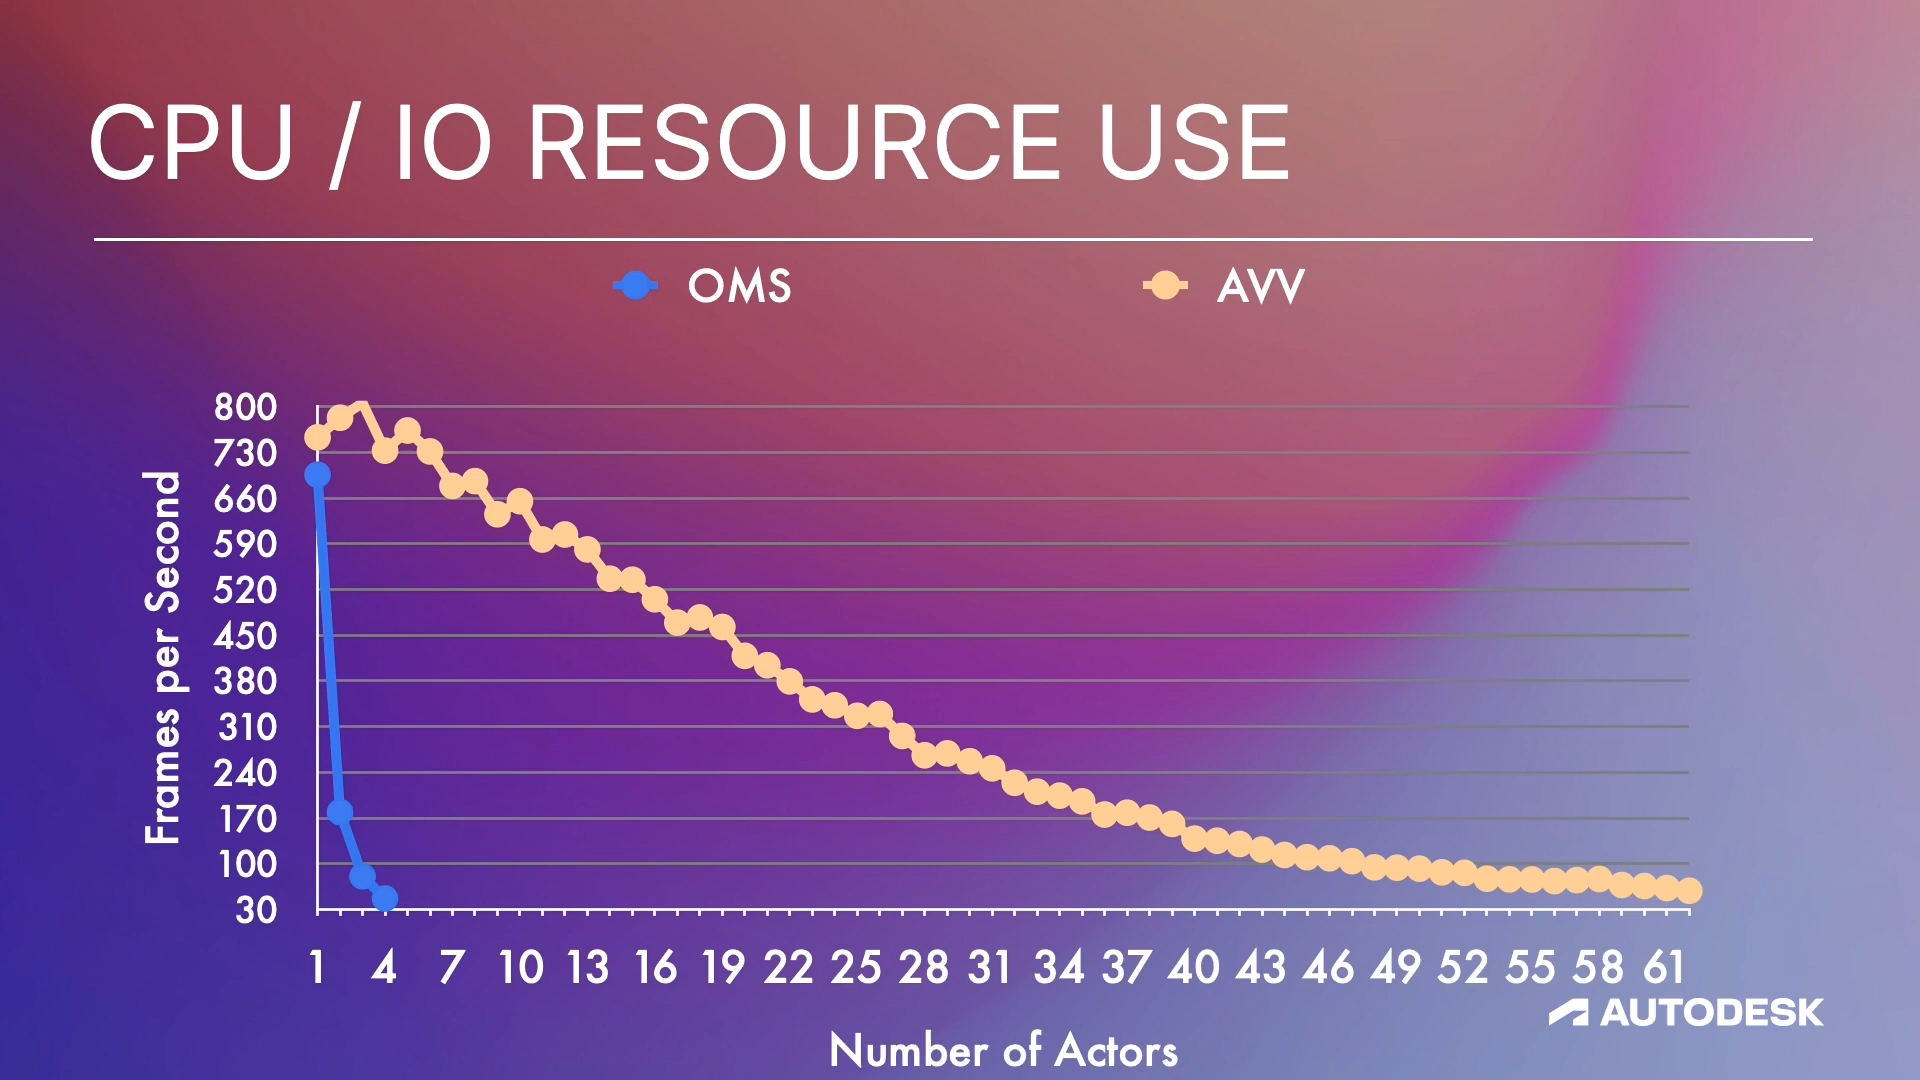 CPU / IO RESOURCE USE
OMS AVV
800
730
660
590
520
450
380
310
240
170
100
30
Frames per Second
1 4 7 10 13 16 19 22 25 28 31 34 37 40 43 46 49 52 55 58 61
AUTODESK
Number of Actors